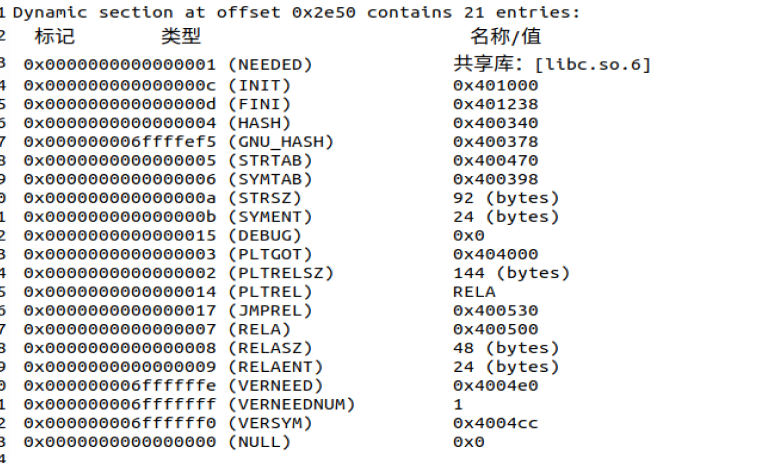 1 Dynamic section at offset 0x2e50 contains 21 entries:
2 标记 类型 名称/值
3 0x0000000000000001 (NEEDED) 共享库：[libc.so.6]
4 0x000000000000000c (INIT) 0x401000
5 0x000000000000000d (FINI) 0x401238
6 0x0000000000000004 (HASH) 0x400340
7 0x000000006ffffef5 (GNU_HASH) 0x400378
8 0x0000000000000005 (STRTAB) 0x400470
9 0x0000000000000006 (SYMTAB) 0x400398
0 0x000000000000000a (STRSZ) 92 (bytes)
1 0x000000000000000b (SYMENT) 24 (bytes)
2 0x0000000000000015 (DEBUG) 0x0
3 0x0000000000000003 (PLTGOT) 0x404000
4 0x0000000000000002 (PLTRELSZ) 144 (bytes)
5 0x0000000000000014 (PLTREL) RELA
6 0x0000000000000017 (JMPREL) 0x400530
7 0x0000000000000007 (RELA) 0x400500
8 0x0000000000000008 (RELASZ) 48 (bytes)
9 0x0000000000000009 (RELAENT) 24 (bytes)
0 0x000000006ffffffe (VERNEED) 0x4004e0
1 0x000000006fffffff (VERNEEDNUM) 1
2 0x000000006ffffff0 (VERSYM) 0x4004cc
3 0x0000000000000000 (NULL) 0x0
4